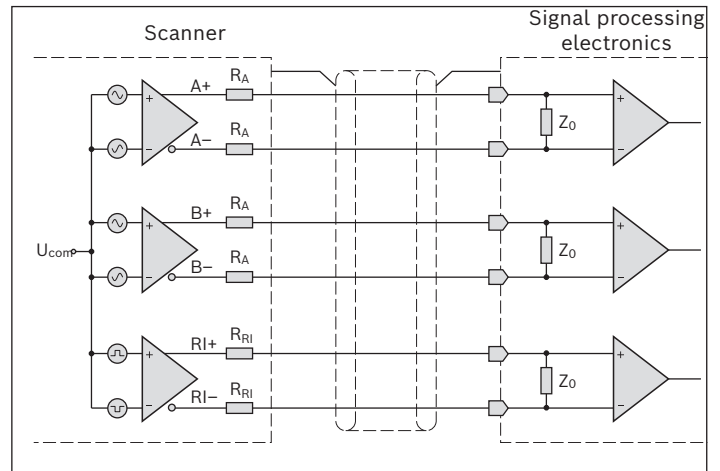 Scanner
Signal processing
electronics
A+ RA
+ +
Z0
A− RA
− −
B+ RA
+ +
Ucom
Z0
B− RA
− −
RI+ RRI
+ +
Z0
RI− RRI
− −